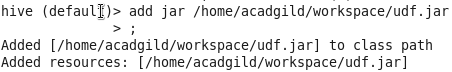 hive (default)> add jar /home/acadgild/workspace/udf.jar
> ;
Added [/home/acadgild/workspace/udf.jar] to class path
Added resources: [/home/acadgild/workspace/udf.jar]